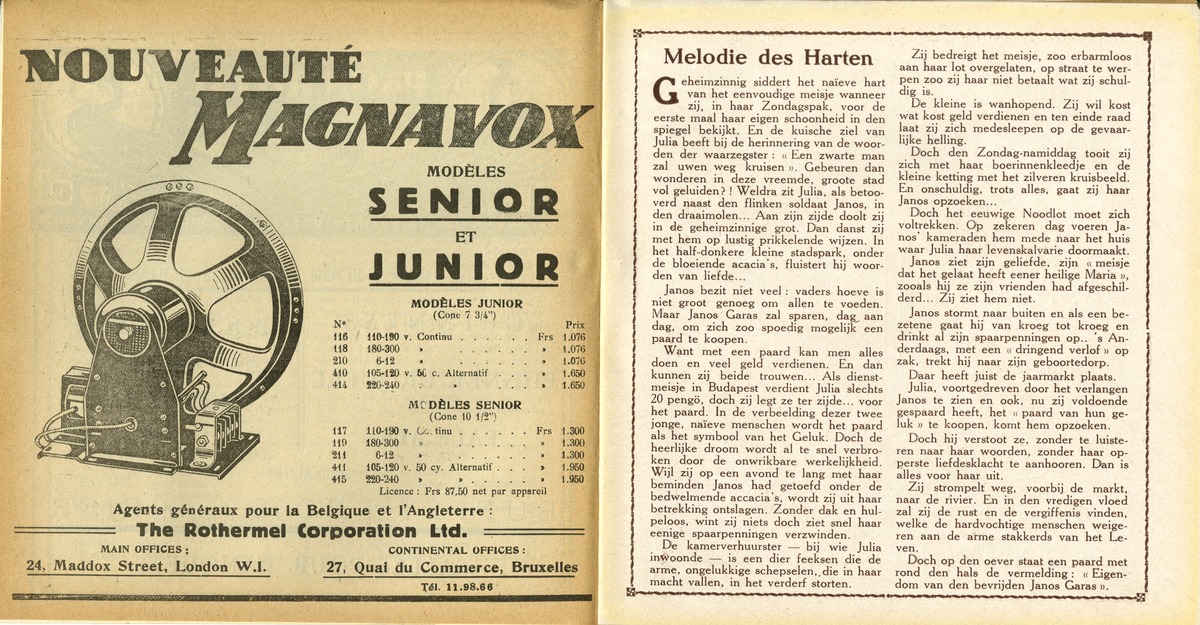 NOUVEAUTÉ
MAGNAVOX
MODÈLES
SENIOR
ET
JUNIOR
MODÈLES JUNIOR
(Cone 7 3/4")
N° Prix
116 110-190 v. Continu . . . . . . Frs 1.076
118 180-300 » . . . . . . » 1.076
210 6-12 » . . . . . . » 1.076
410 105-120 v. 50 c. Alternatif . . . . » 1.650
414 220-240 » » . . . . » 1.650
MODÈLES SENIOR
(Cone 10 1/2")
117 110-190 v. Continu . . . . . . Frs 1.300
119 180-300 » . . . . . . » 1.300
211 6-12 » . . . . . . » 1.300
411 105-120 v. 50 cy. Alternatif . . . . » 1.950
415 220-240 » » . . . . » 1.950
Licence : Frs 87,50 net par appareil
Agents généraux pour la Belgique et l'Angleterre :
The Rothermel Corporation Ltd.
MAIN OFFICES :
24, Maddox Street, London W.I.
CONTINENTAL OFFICES :
27, Quai du Commerce, Bruxelles
Tél. 11.98.66
Melodie des Harten
Geheimzinnig siddert het naïeve hart
van het eenvoudige meisje wanneer
zij, in haar Zondagspak, voor de
eerste maal haar eigen schoonheid in den
spiegel bekijkt. En de kuische ziel van
Julia beeft bij de herinnering van de woor-
den der waarzegster : « Een zwarte man
zal uwen weg kruisen ». Gebeuren dan
wonderen in deze vreemde, groote stad
vol geluiden? ! Weldra zit Julia, als betoo-
verd naast den flinken soldaat Janos, in
den draaimolen... Aan zijn zijde doolt zij
in de geheimzinnige grot. Dan danst zij
met hem op lustig prikkelende wijzen. In
het half-donkere kleine stadspark, onder
de bloeiende acacia's, fluistert hij woor-
den van liefde...
Janos bezit niet veel : vaders hoeve is
niet groot genoeg om allen te voeden.
Maar Janos Garas zal sparen, dag aan
dag, om zich zoo spoedig mogelijk een
paard te koopen.
Want met een paard kan men alles
doen en veel geld verdienen. En dan
kunnen zij beide trouwen... Als dienst-
meisje in Budapest verdient Julia slechts
20 pengö, doch zij legt ze ter zijde... voor
het paard. In de verbeelding dezer twee
jonge, naïeve menschen wordt het paard
als het symbool van het Geluk. Doch de
heerlijke droom wordt al te snel verbro-
ken door de onwrikbare werkelijkheid.
Wijl zij op een avond te lang met haar
beminden Janos had getoefd onder de
bedwelmende accacia's, wordt zij uit haar
betrekking ontslagen. Zonder dak en hul-
peloos, wint zij niets doch ziet snel haar
eenige spaarpenningen verzwinden.
De kamerverhuurster — bij wie Julia
inwoonde — is een dier feeksen die de
arme, ongelukkige schepselen, die in haar
macht vallen, in het verderf storten.
Zij bedreigt het meisje, zoo erbarmloos
aan haar lot overgelaten, op straat te wer-
pen zoo zij haar niet betaalt wat zij schul-
dig is.
De kleine is wanhopend. Zij wil kost
wat kost geld verdienen en ten einde raad
laat zij zich medesleepen op de gevaar-
lijke helling.
Doch den Zondag-namiddag tooit zij
zich met haar boerinnenkleedje en de
kleine ketting met het zilveren kruisbeeld.
En onschuldig, trots alles, gaat zij haar
Janos opzoeken...
Doch het eeuwige Noodlot moet zich
voltrekken. Op zekeren dag voeren Ja-
nos' kameraden hem mede naar het huis
waar Julia haar levenskalvarie doormaakt.
Janos ziet zijn geliefde, zijn « meisje
dat het gelaat heeft eener heilige Maria »,
zooals hij ze zijn vrienden had afgeschil-
derd... Zij ziet hem niet.
Janos stormt naar buiten en als een be-
zetene gaat hij van kroeg tot kroeg en
drinkt al zijn spaarpenningen op.. 's An-
derdaags, met een « dringend verlof » op
zak, trekt hij naar zijn geboortedorp.
Daar heeft juist de jaarmarkt plaats.
Julia, voortgedreven door het verlangen
Janos te zien en ook, nu zij voldoende
gespaard heeft, het « paard van hun ge-
luk » te koopen, komt hem opzoeken.
Doch hij verstoot ze, zonder te luiste-
ren naar haar woorden, zonder haar op-
perste liefdesklacht te aanhooren. Dan is
alles voor haar uit.
Zij strompelt weg, voorbij de markt,
naar de rivier. En in den vredigen vloed
zal zij de rust en de vergiffenis vinden,
welke de hardvochtige menschen weige-
ren aan de arme stakkerds van het Le-
ven.
Doch op den oever staat een paard met
rond den hals de vermelding : « Eigen-
dom van den bevrijden Janos Garas ».